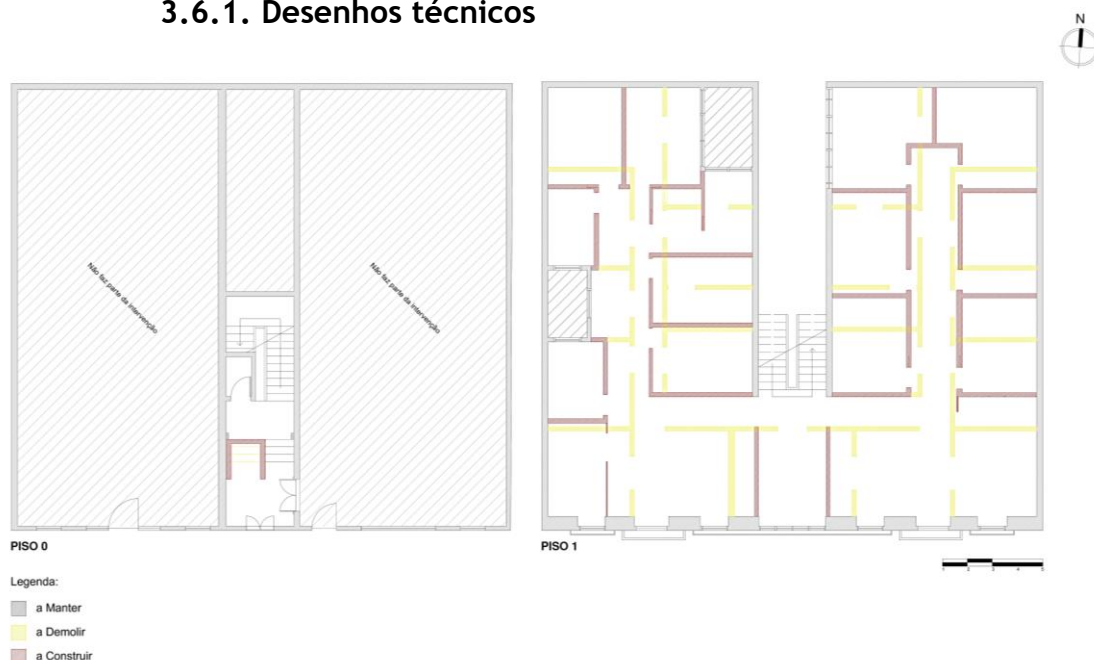 3.6.1. Desenhos técnicos
N
Não faz parte da intervenção
Não faz parte da intervenção
PISO 0
PISO 1
Legenda:
a Manter
a Demolir
a Construir